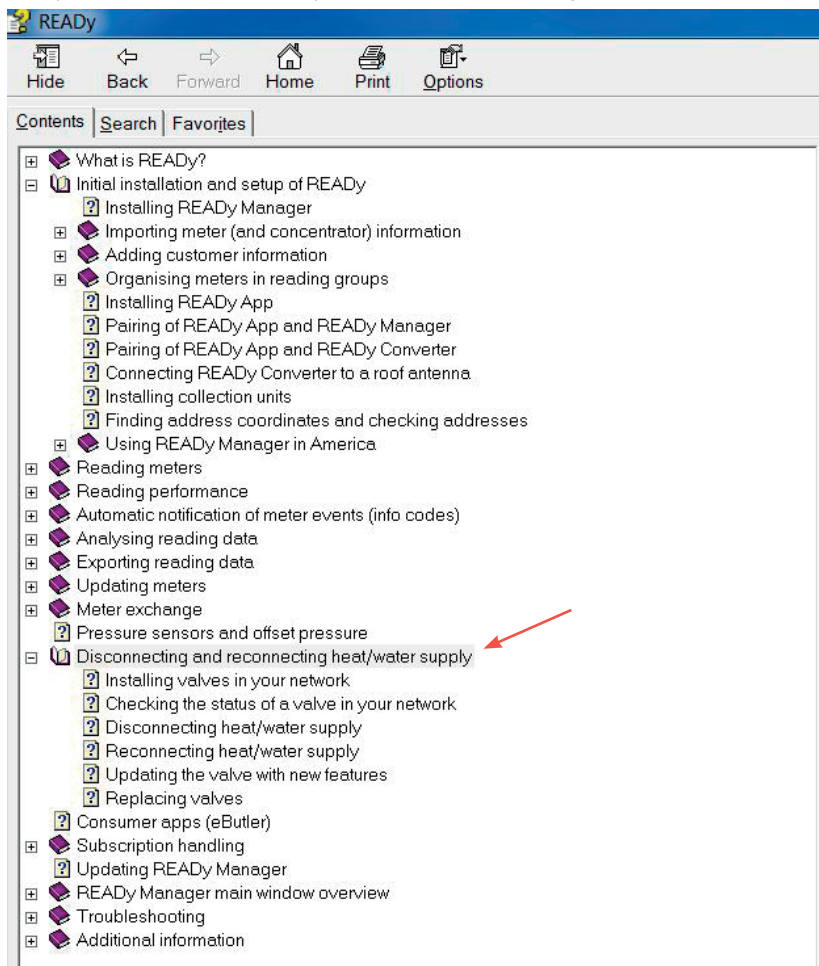 READy
Hide Back Forward Home Print Options
Contents Search Favorites
What is READy?
Initial installation and setup of READy
Installing READy Manager
Importing meter (and concentrator) information
Adding customer information
Organising meters in reading groups
Installing READy App
Pairing of READy App and READy Manager
Pairing of READy App and READy Converter
Connecting READy Converter to a roof antenna
Installing collection units
Finding address coordinates and checking addresses
Using READy Manager in America
Reading meters
Reading performance
Automatic notification of meter events (info codes)
Analysing reading data
Exporting reading data
Updating meters
Meter exchange
Pressure sensors and offset pressure
Disconnecting and reconnecting heat/water supply
Installing valves in your network
Checking the status of a valve in your network
Disconnecting heat/water supply
Reconnecting heat/water supply
Updating the valve with new features
Replacing valves
Consumer apps (eButler)
Subscription handling
Updating READy Manager
READy Manager main window overview
Troubleshooting
Additional information